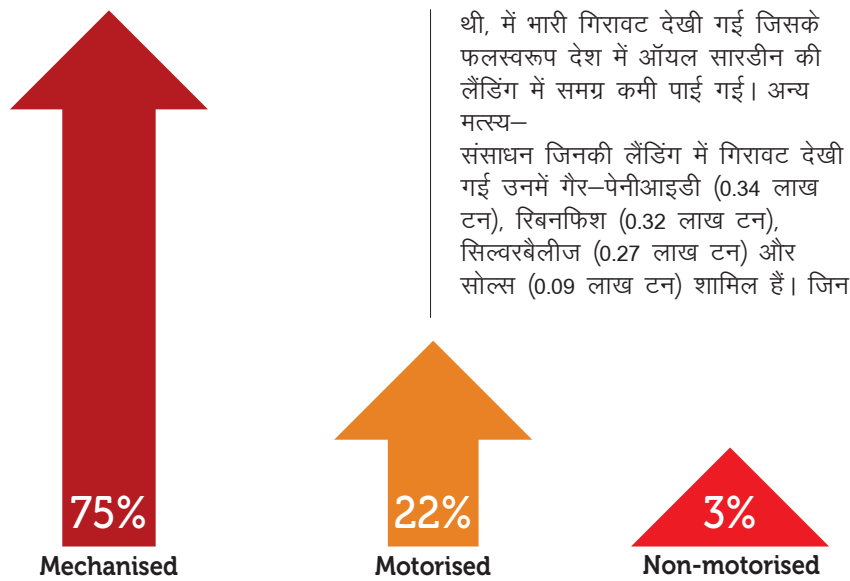 थी, में भारी गिरावट देखी गई जिसके
फलस्वरूप देश में ऑयल सारडीन की
लैंडिंग में समग्र कमी पाई गई। अन्य
मत्स्य–
संसाधन जिनकी लैंडिंग में गिरावट देखी
गई उनमें गैर–पेनीआइडी (0.34 लाख
टन), रिबनफिश (0.32 लाख टन),
सिल्वरबैलीज (0.27 लाख टन) और
सोल्स (0.09 लाख टन) शामिल हैं। जिन
75%
22%
3%
Mechanised
Motorised
Non-motorised